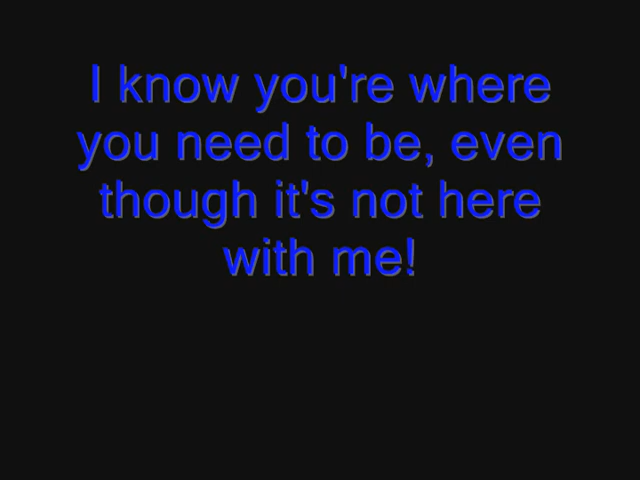 I know you're where
you need to be, even
though it's not here
with me!